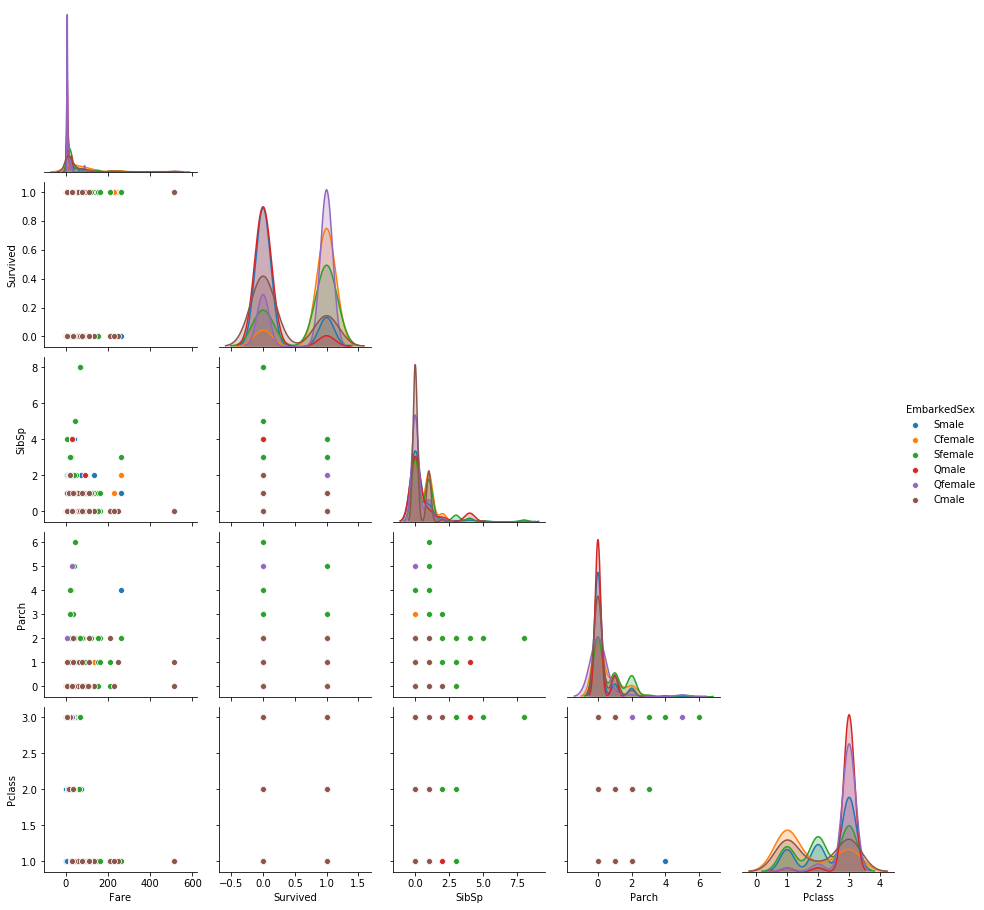 1.0
0.8
0.6
0.4
0.2
0.0
Survived
8
6
4
2
0
SibSp
EmbarkedSex
Smale
Cfemale
Sfemale
Qmale
Qfemale
Cmale
6
5
4
3
2
1
0
Parch
3.0
2.5
2.0
1.5
1.0
Pclass
0 200 400 600
−0.5 0.0 0.5 1.0 1.5
0.0 2.5 5.0 7.5
0 2 4 6
0 1 2 3 4
Fare Survived SibSp Parch Pclass